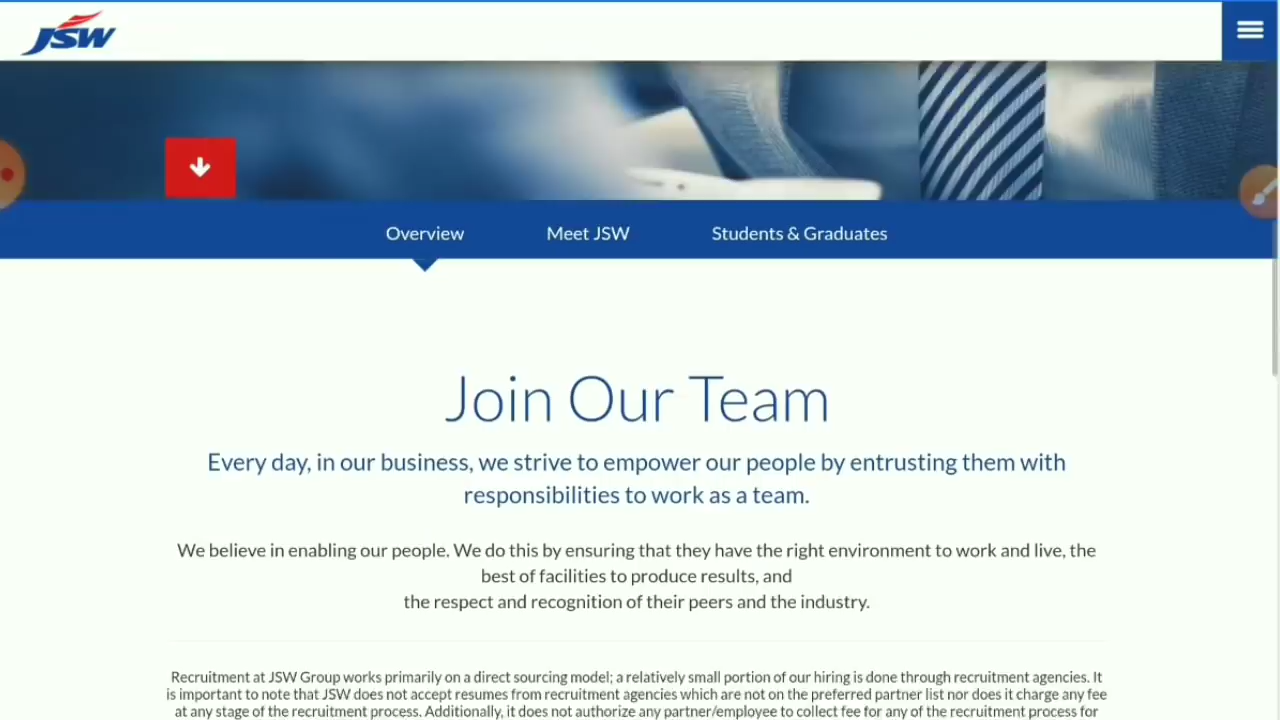 JSW
Overview
Meet JSW
Students & Graduates
Join Our Team
Every day, in our business, we strive to empower our people by entrusting them with
responsibilities to work as a team.
We believe in enabling our people. We do this by ensuring that they have the right environment to work and live, the
best of facilities to produce results, and
the respect and recognition of their peers and the industry.
Recruitment at JSW Group works primarily on a direct sourcing model; a relatively small portion of our hiring is done through recruitment agencies. It
is important to note that JSW does not accept resumes from recruitment agencies which are not on the preferred partner list nor does it charge any fee
at any stage of the recruitment process. Additionally, it does not authorize any partner/employee to collect fee for any of the recruitment process for